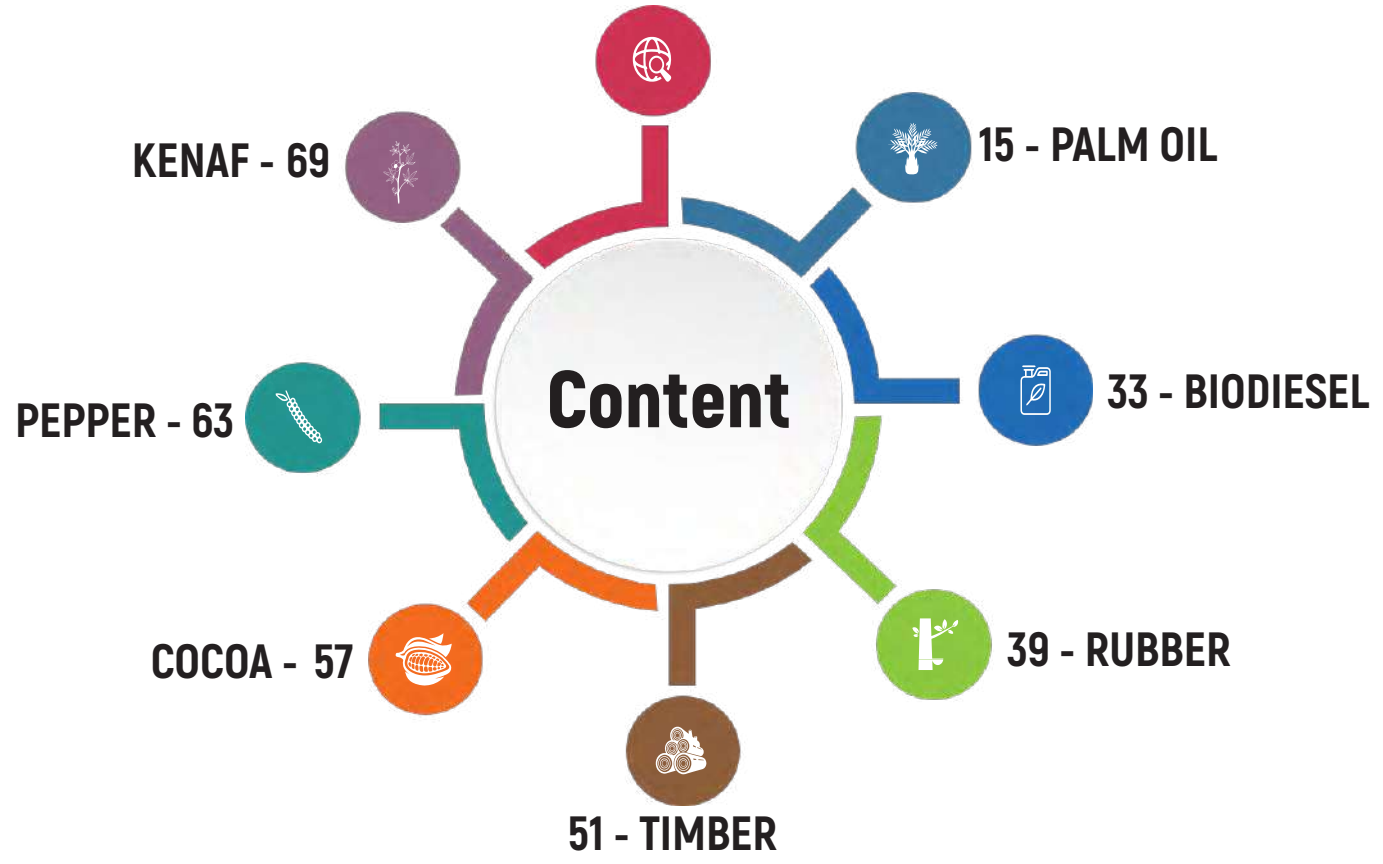 15 - PALM OIL
KENAF - 69
33 - BIODIESEL
Content
PEPPER - 63
39 - RUBBER
COCOA - 57
51 - TIMBER